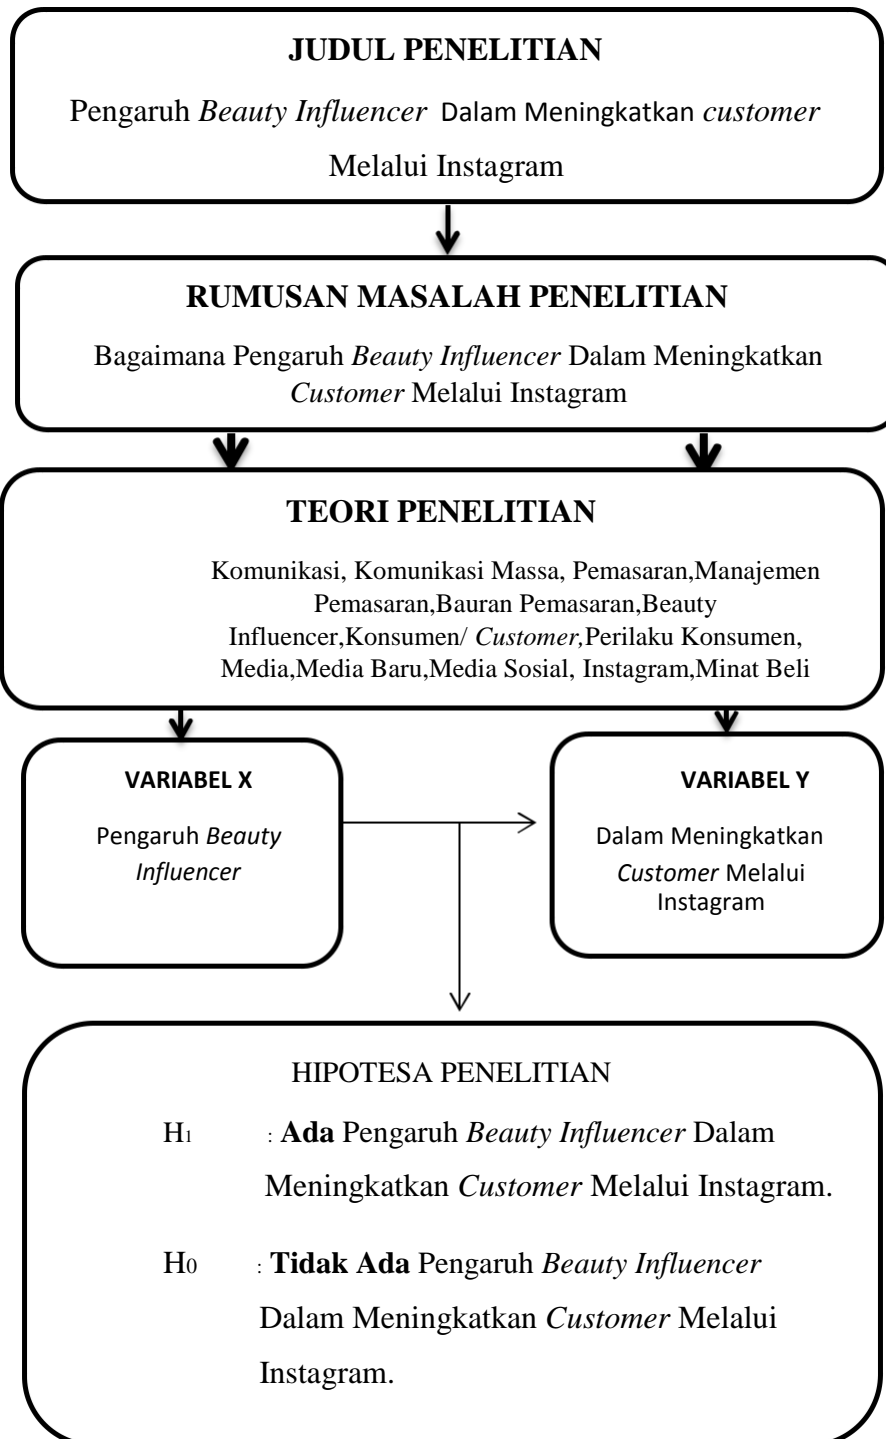 JUDUL PENELITIAN
Pengaruh Beauty Influencer Dalam Meningkatkan customer
Melalui Instagram
RUMUSAN MASALAH PENELITIAN
Bagaimana Pengaruh Beauty Influencer Dalam Meningkatkan
Customer Melalui Instagram
TEORI PENELITIAN
Komunikasi, Komunikasi Massa, Pemasaran,Manajemen
Pemasaran,Bauran Pemasaran,Beauty
Influencer,Konsumen/ Customer,Perilaku Konsumen,
Media,Media Baru,Media Sosial, Instagram,Minat Beli
VARIABEL X
Pengaruh Beauty
Influencer
VARIABEL Y
Dalam Meningkatkan
Customer Melalui
Instagram
HIPOTESA PENELITIAN
H1 : Ada Pengaruh Beauty Influencer Dalam
Meningkatkan Customer Melalui Instagram.
H0 : Tidak Ada Pengaruh Beauty Influencer
Dalam Meningkatkan Customer Melalui
Instagram.